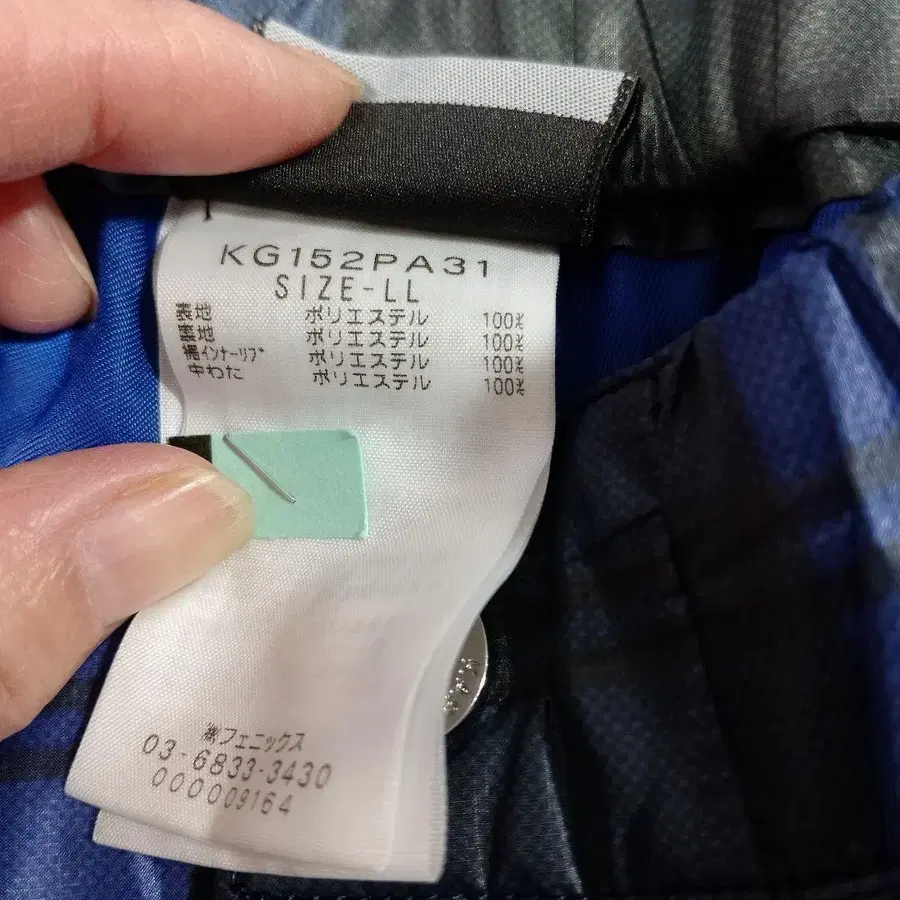 KG152PA31
SIZE-LL
表地 ポリエステル 100%
裏地 ポリエステル 100%
裾インナーリブ ポリエステル 100%
中わた ポリエステル 100%
㈱フェニックス
03-6833-3430
000009164